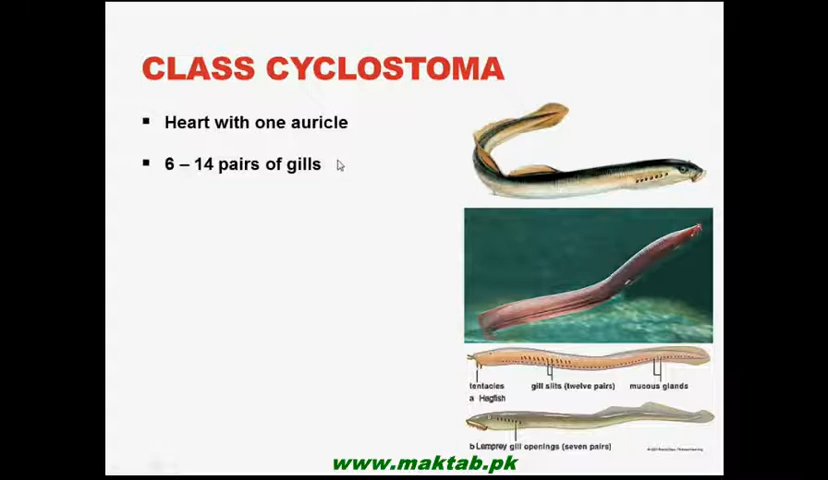 CLASS CYCLOSTOMA
▪ Heart with one auricle
▪ 6 – 14 pairs of gills
tentacles
gill slits (twelve pairs)
mucous glands
a Hagfish
b Lamprey
gill openings (seven pairs)
www.maktab.pk